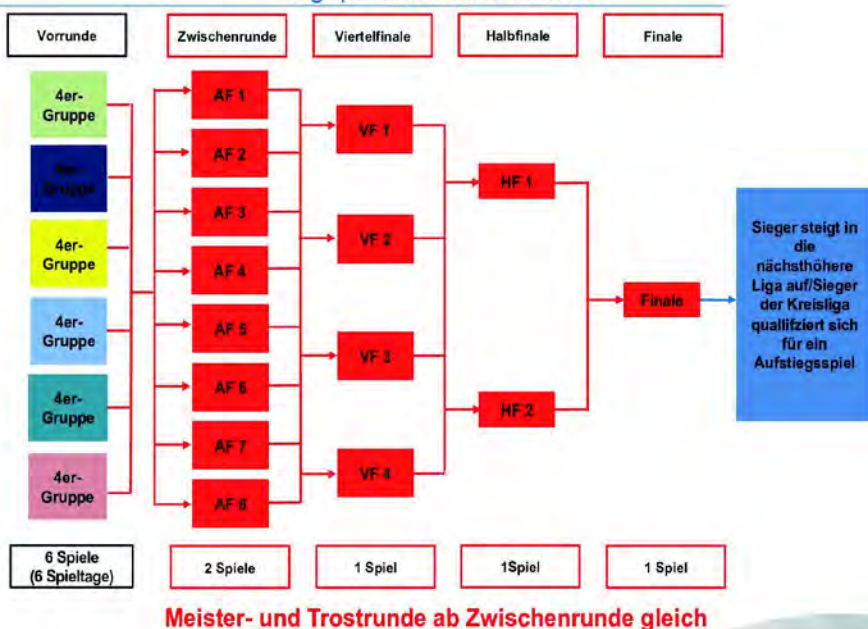 Vorrunde
Zwischenrunde
Viertelfinale
Halbfinale
Finale
4er-
Gruppe
Gruppe
4er-
Gruppe
4er-
Gruppe
4er-
Gruppe
4er-
Gruppe
AF 1
AF 2
AF 3
AF 4
AF 5
AF 6
AF 7
AF 8
VF 1
VF 2
VF 3
VF 4
HF 1
HF 2
Finale
Sieger steigt in
die
nächsthöhere
Liga auf/Sieger
der Kreisliga
quallifziert sich
für ein
Aufstiegsspiel
6 Spiele
(6 Spieltage)
2 Spiele
1 Spiel
1Spiel
1 Spiel
Meister- und Trostrunde ab Zwischenrunde gleich